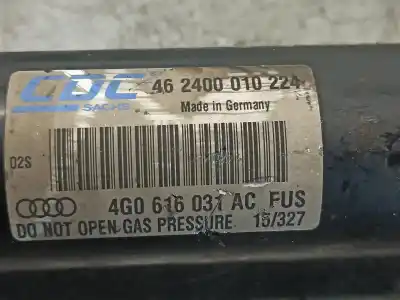 CDC
SACHS
46 2400 010 224
Made in Germany
02S
4G0 616 031 AC FUS
DO NOT OPEN GAS PRESSURE 15/327